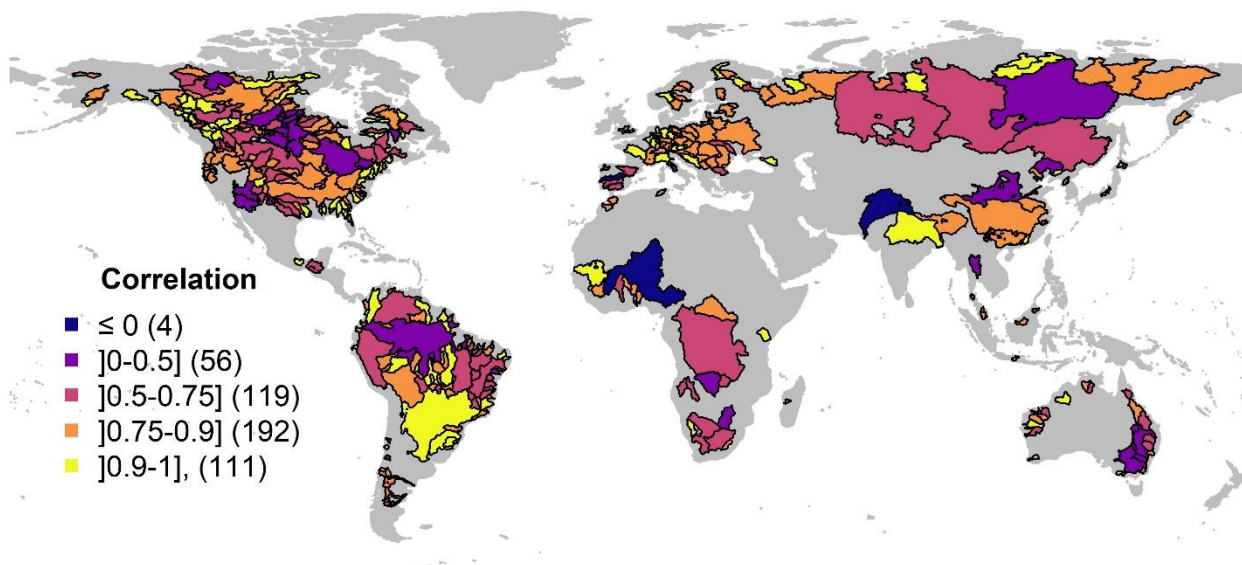 Correlation
≤ 0 (4)
]0-0.5] (56)
]0.5-0.75] (119)
]0.75-0.9] (192)
]0.9-1], (111)